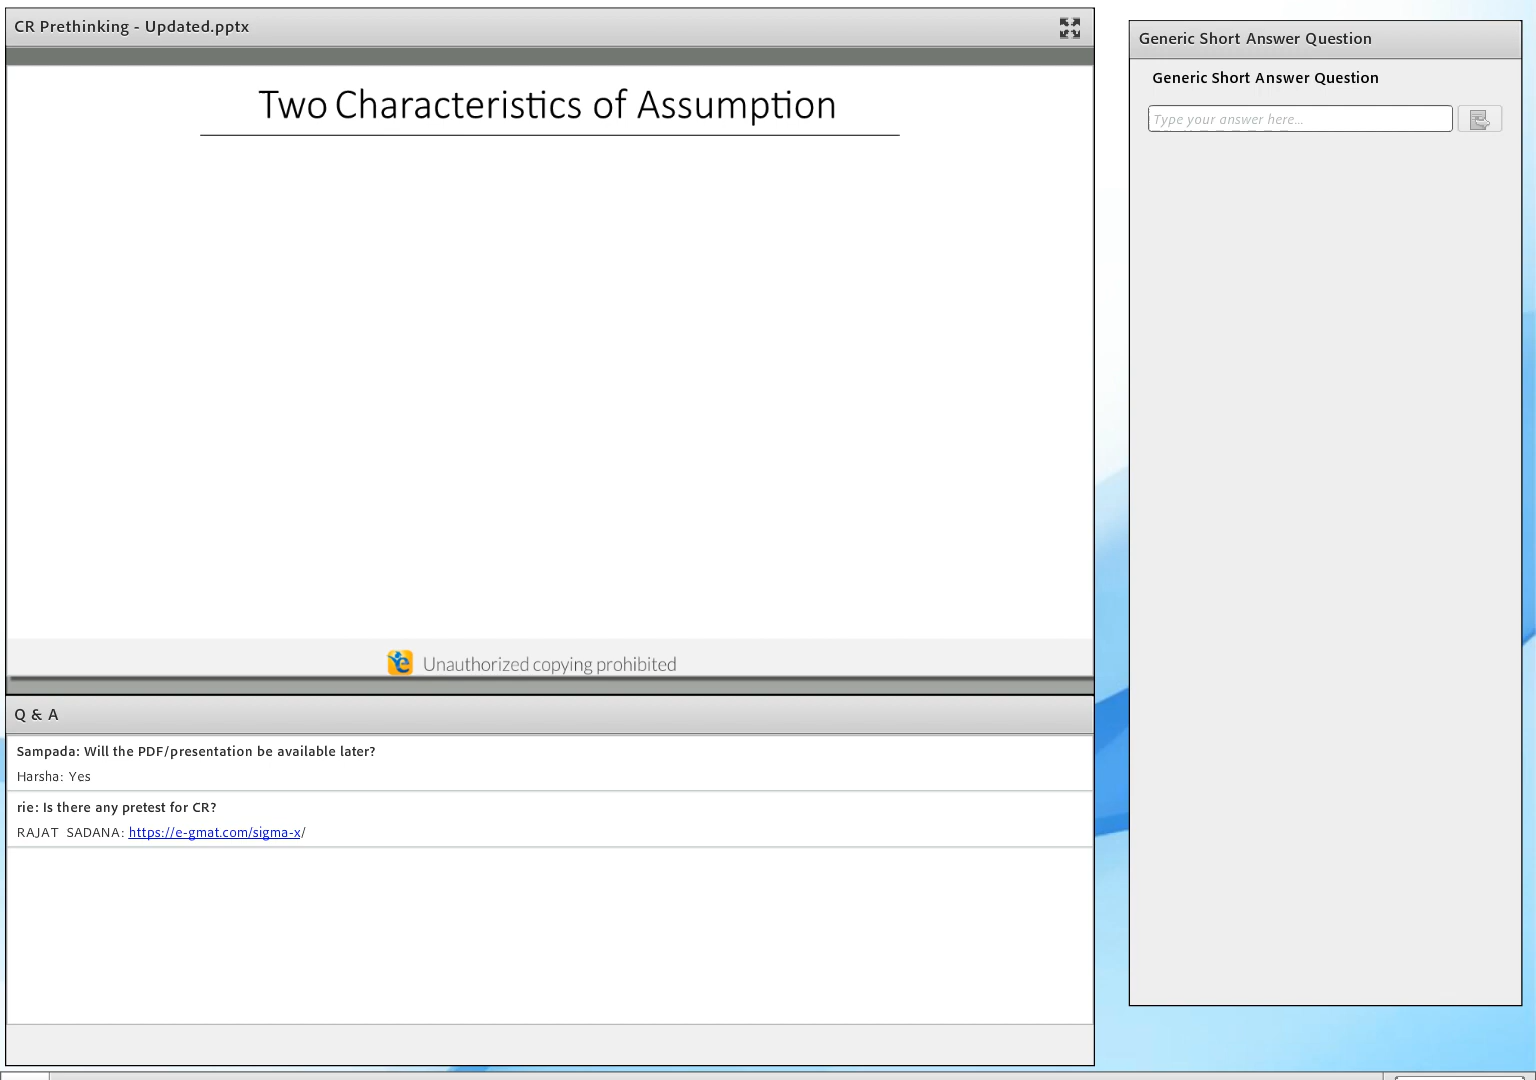 CR Prethinking - Updated.pptx
Two Characteristics of Assumption
Unauthorized copying prohibited
Q & A
Sampada: Will the PDF/presentation be available later?
Harsha: Yes
rie: Is there any pretest for CR?
RAJAT SADANA: https://e-gmat.com/sigma-x/
Generic Short Answer Question
Generic Short Answer Question
Type your answer here...